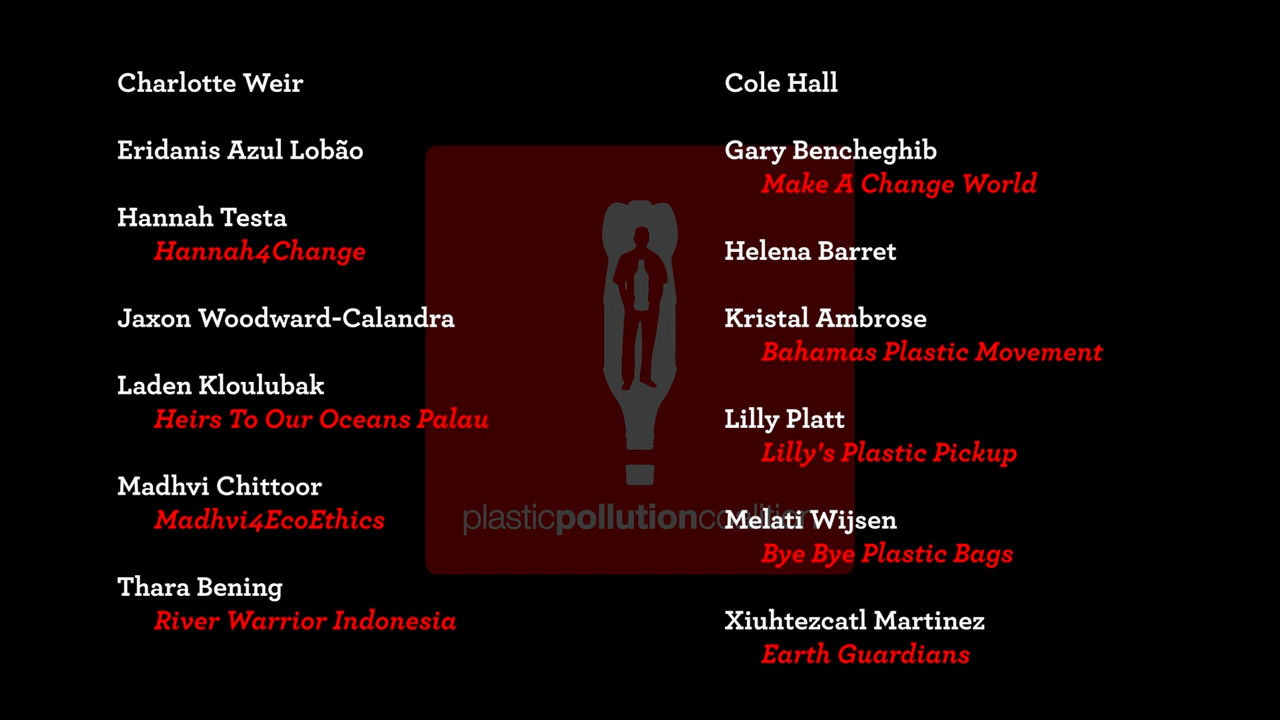 Charlotte Weir
Eridanis Azul Lobão
Hannah Testa
Hannah4Change
Jaxon Woodward-Calandra
Laden Kloulubak
Heirs To Our Oceans Palau
Madhvi Chittoor
Madhvi4EcoEthics
Thara Bening
River Warrior Indonesia
Cole Hall
Gary Bencheghib
Make A Change World
Helena Barret
Kristal Ambrose
Bahamas Plastic Movement
Lilly Platt
Lilly's Plastic Pickup
Melati Wijsen
Bye Bye Plastic Bags
Xiuhtezcatl Martinez
Earth Guardians
plasticpollutioncoalition